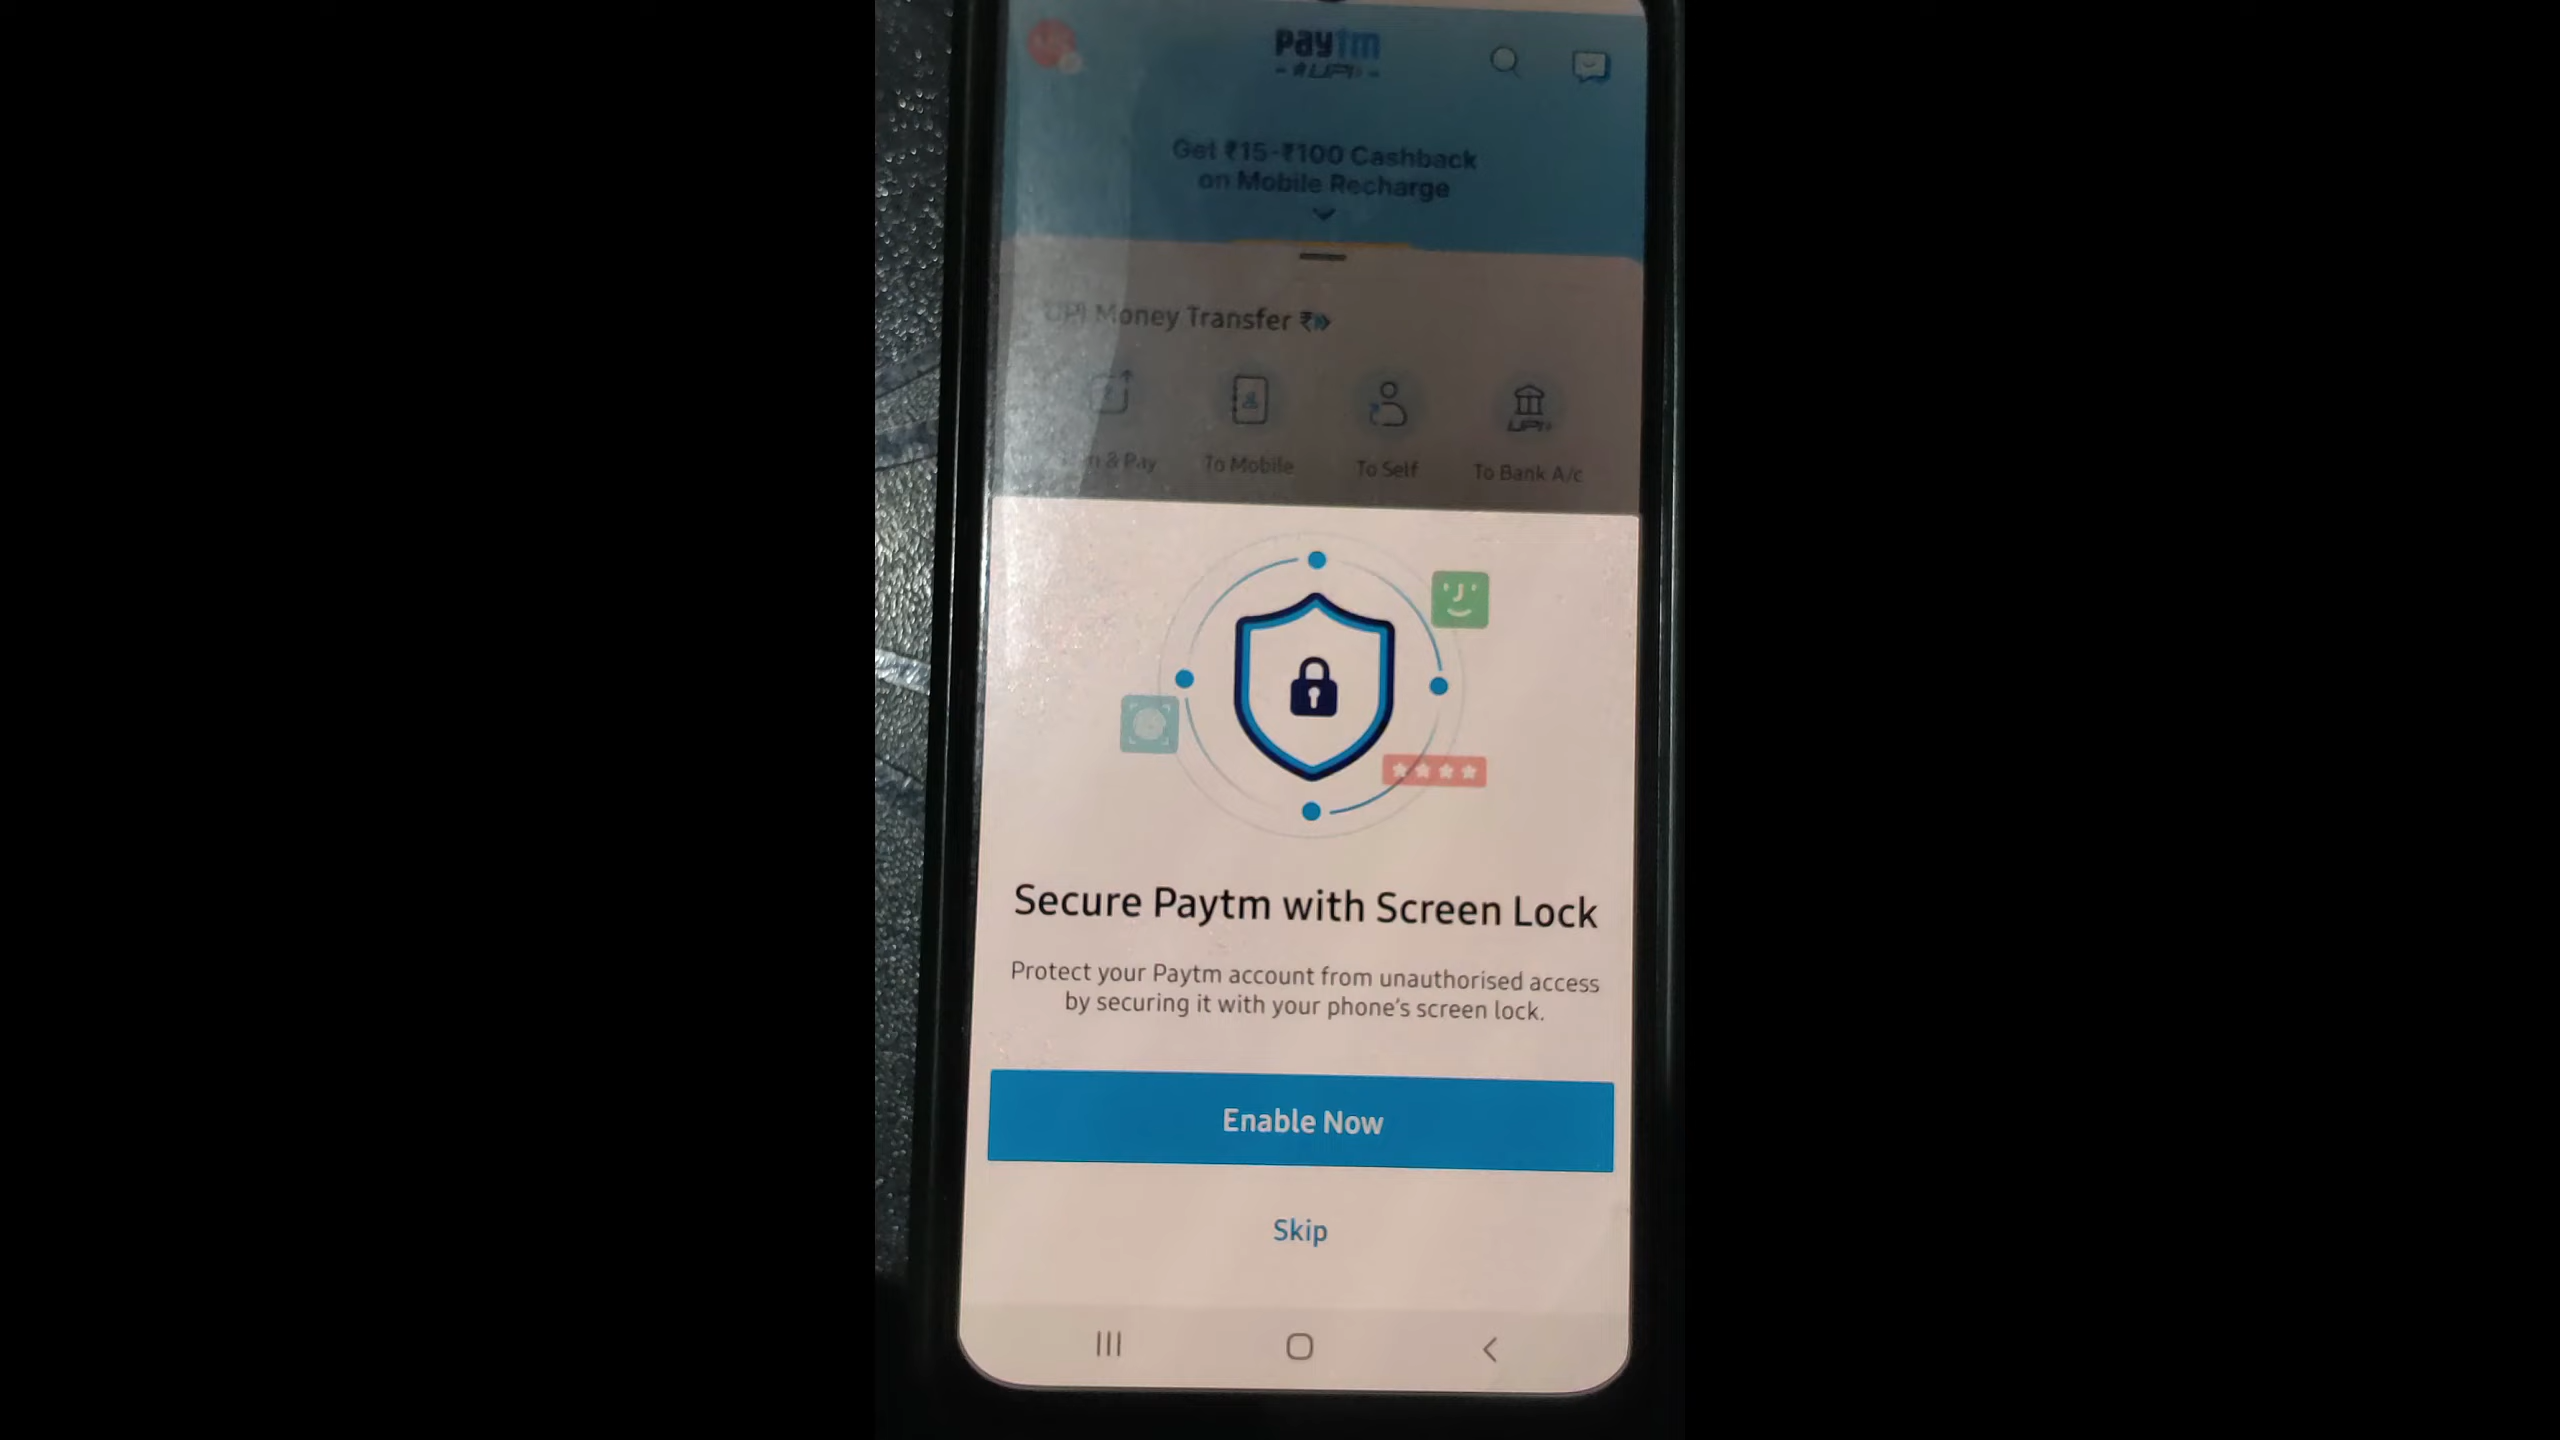 paytm
UPI
Get ₹15-₹100 Cashback
on Mobile Recharge
UPI Money Transfer ₹
& Pay
To Mobile
To Self
To Bank A/c
UPI
Secure Paytm with Screen Lock
Protect your Paytm account from unauthorised access
by securing it with your phone's screen lock.
Enable Now
Skip